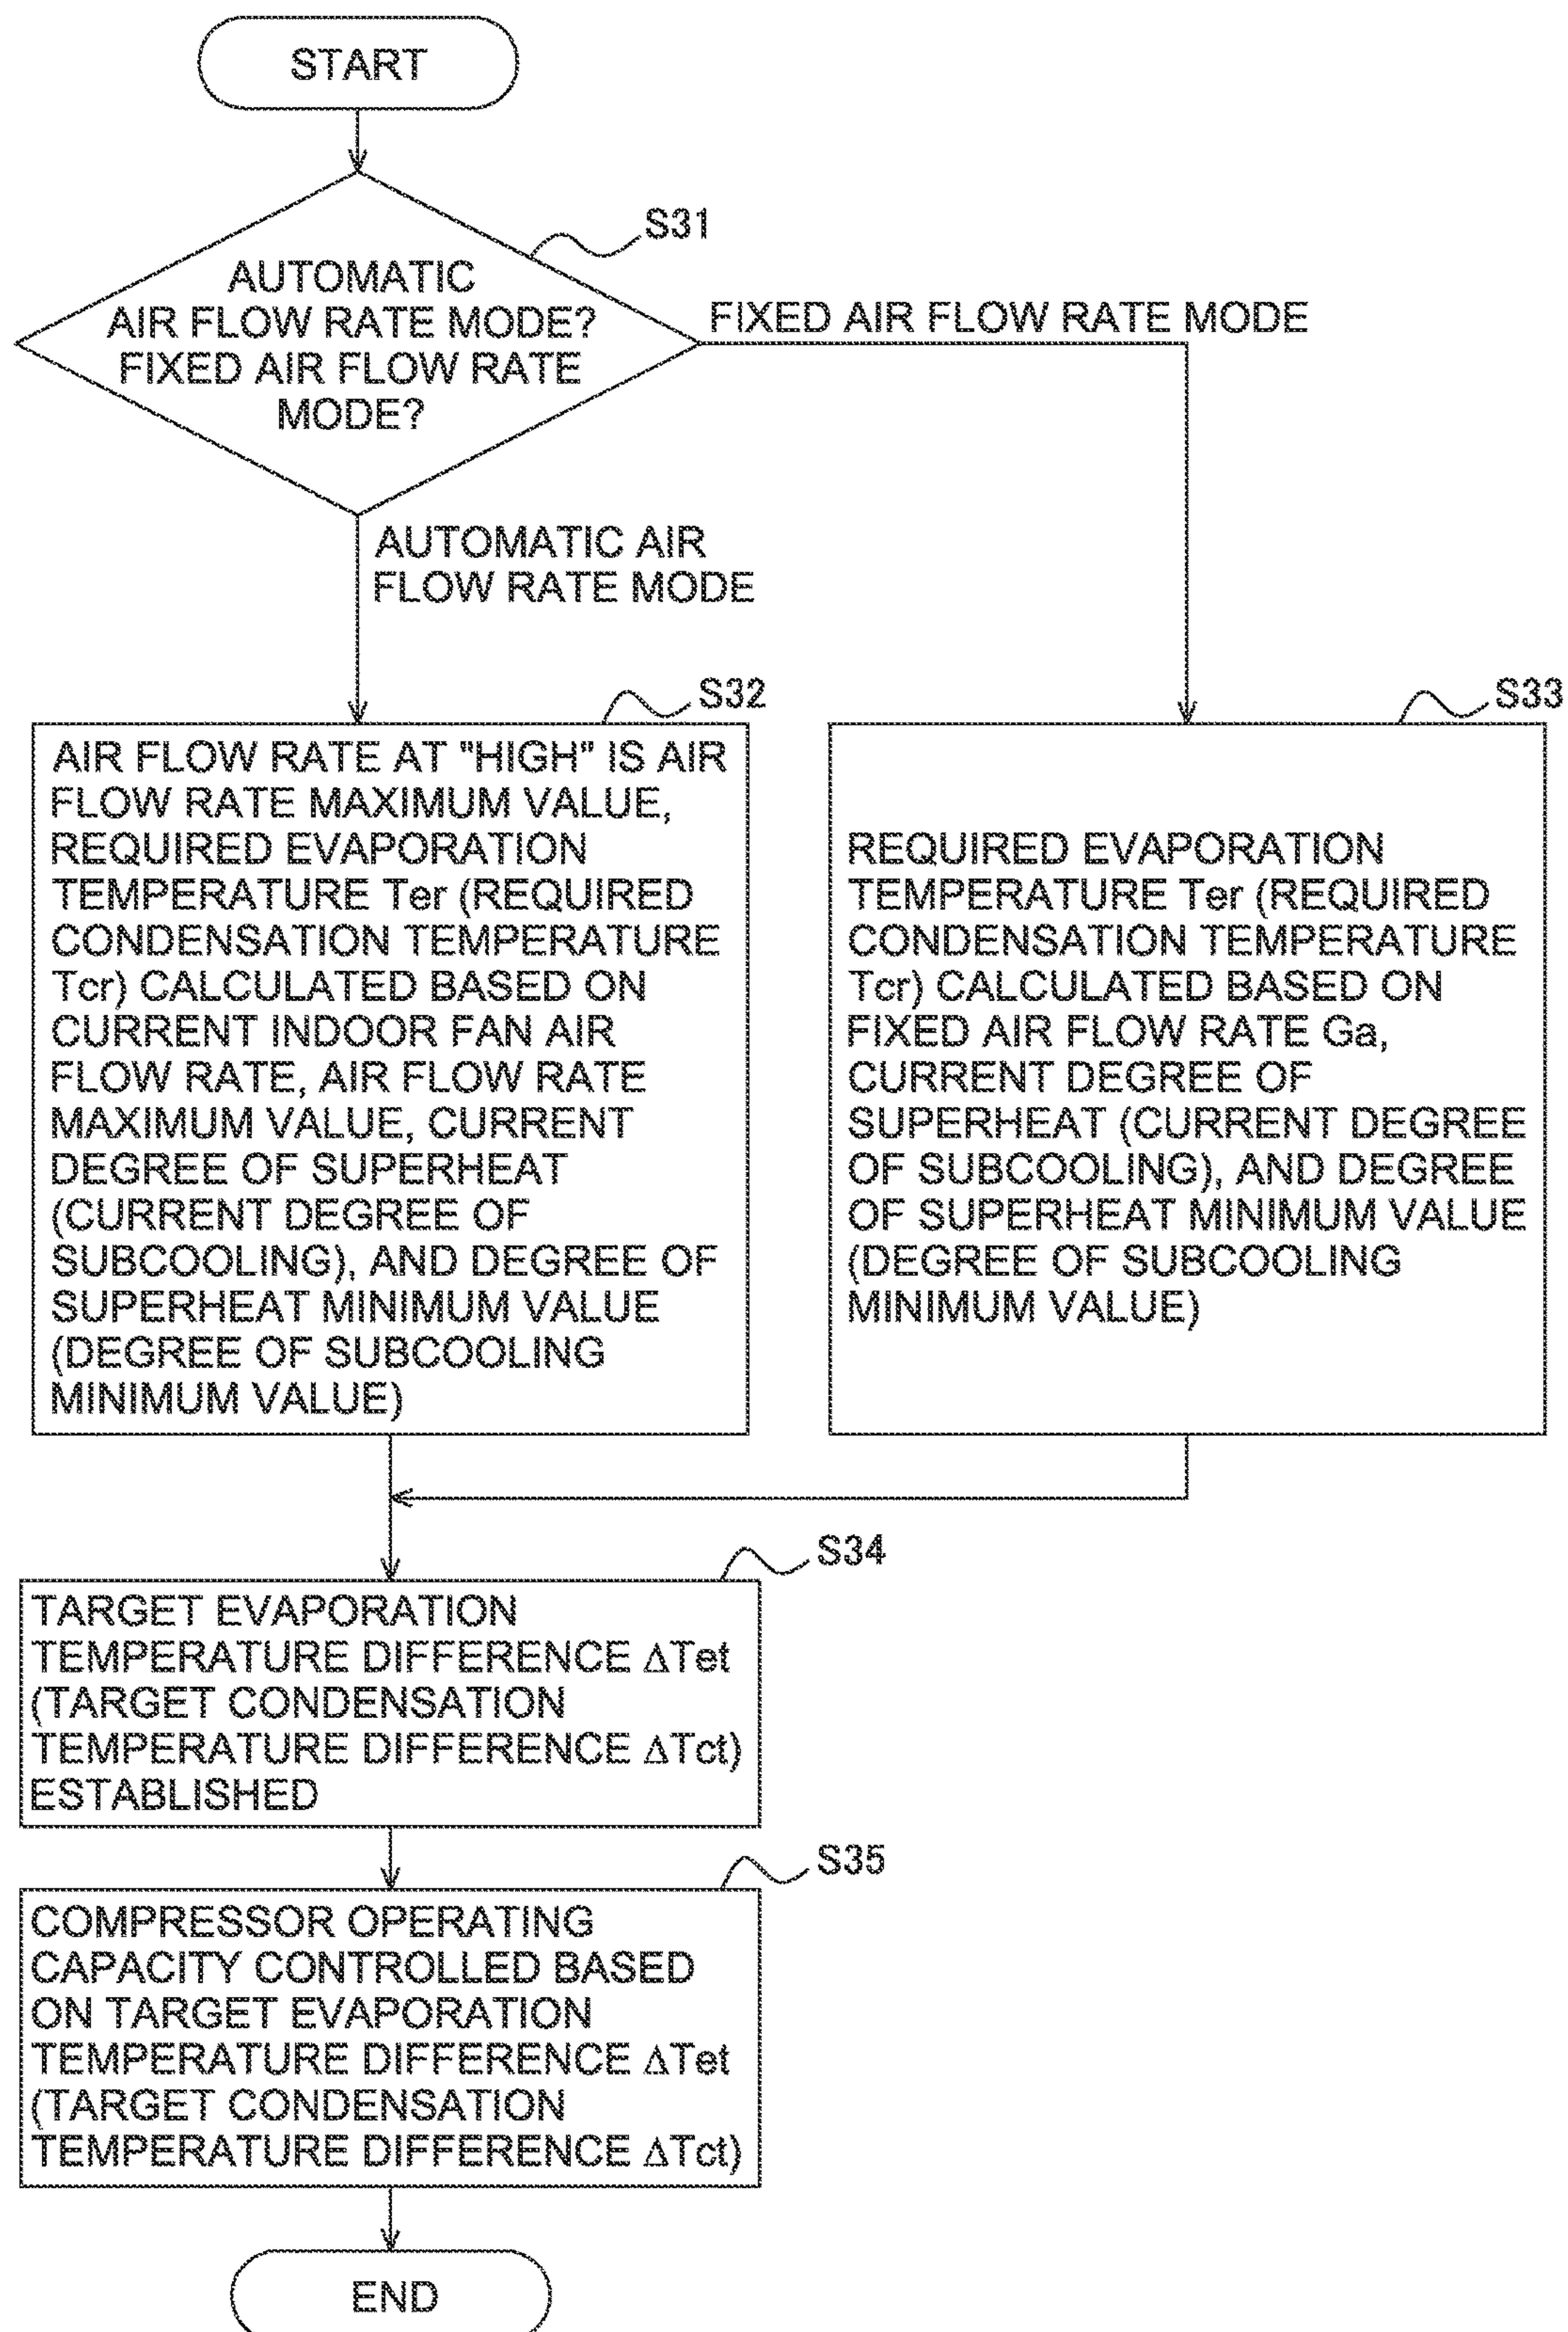 START
S31
AUTOMATIC
AIR FLOW RATE MODE?
FIXED AIR FLOW RATE
MODE?
FIXED AIR FLOW RATE MODE
AUTOMATIC AIR
FLOW RATE MODE
S32
AIR FLOW RATE AT "HIGH" IS AIR
FLOW RATE MAXIMUM VALUE,
REQUIRED EVAPORATION
TEMPERATURE Ter (REQUIRED
CONDENSATION TEMPERATURE
Tcr) CALCULATED BASED ON
CURRENT INDOOR FAN AIR
FLOW RATE, AIR FLOW RATE
MAXIMUM VALUE, CURRENT
DEGREE OF SUPERHEAT
(CURRENT DEGREE OF
SUBCOOLING), AND DEGREE OF
SUPERHEAT MINIMUM VALUE
(DEGREE OF SUBCOOLING
MINIMUM VALUE)
S33
REQUIRED EVAPORATION
TEMPERATURE Ter (REQUIRED
CONDENSATION TEMPERATURE
Tcr) CALCULATED BASED ON
FIXED AIR FLOW RATE Ga,
CURRENT DEGREE OF
SUPERHEAT (CURRENT DEGREE
OF SUBCOOLING), AND DEGREE
OF SUPERHEAT MINIMUM VALUE
(DEGREE OF SUBCOOLING
MINIMUM VALUE)
S34
TARGET EVAPORATION
TEMPERATURE DIFFERENCE ΔTet
(TARGET CONDENSATION
TEMPERATURE DIFFERENCE ΔTct)
ESTABLISHED
S35
COMPRESSOR OPERATING
CAPACITY CONTROLLED BASED
ON TARGET EVAPORATION
TEMPERATURE DIFFERENCE ΔTet
(TARGET CONDENSATION
TEMPERATURE DIFFERENCE ΔTct)
END